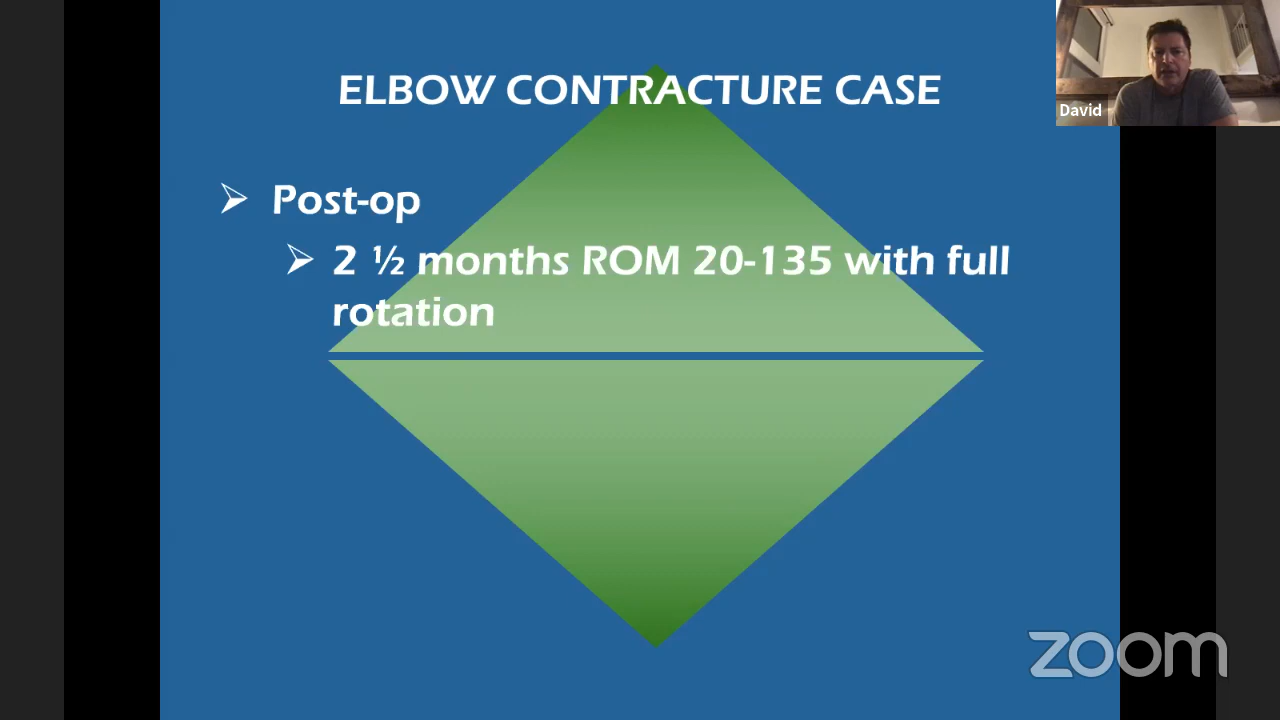 ELBOW CONTRACTURE CASE
David
Post-op
2 ½ months ROM 20-135 with full
rotation
zoom